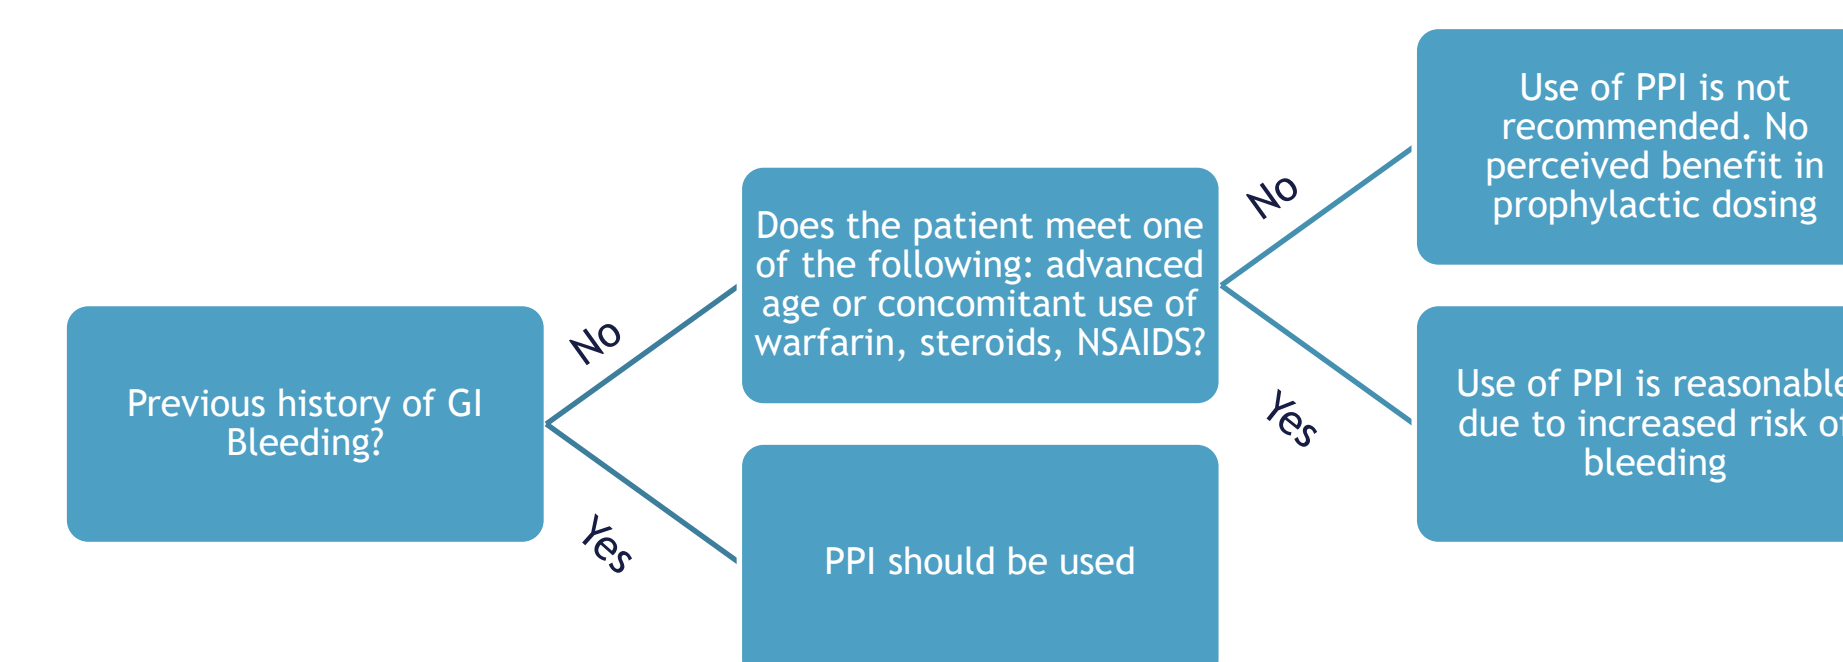 Previous history of GI
Bleeding?
No
Yes
Does the patient meet one
of the following: advanced
age or concomitant use of
warfarin, steroids, NSAIDS?
PPI should be used
No
Yes
Use of PPI is not
recommended. No
perceived benefit in
prophylactic dosing
Use of PPI is reasonable
due to increased risk of
bleeding